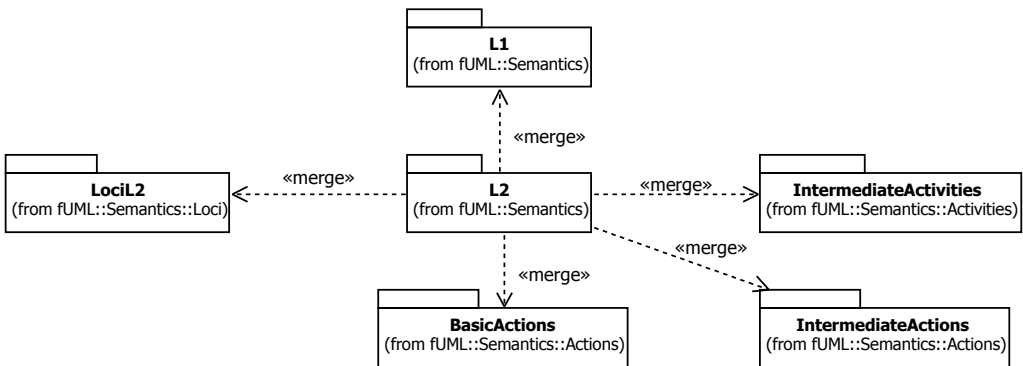 L1
(from fUML::Semantics)
«merge»
LociL2
(from fUML::Semantics::Loci)
«merge»
L2
(from fUML::Semantics)
«merge»
IntermediateActivities
(from fUML::Semantics::Activities)
«merge»
«merge»
BasicActions
(from fUML::Semantics::Actions)
IntermediateActions
(from fUML::Semantics::Actions)